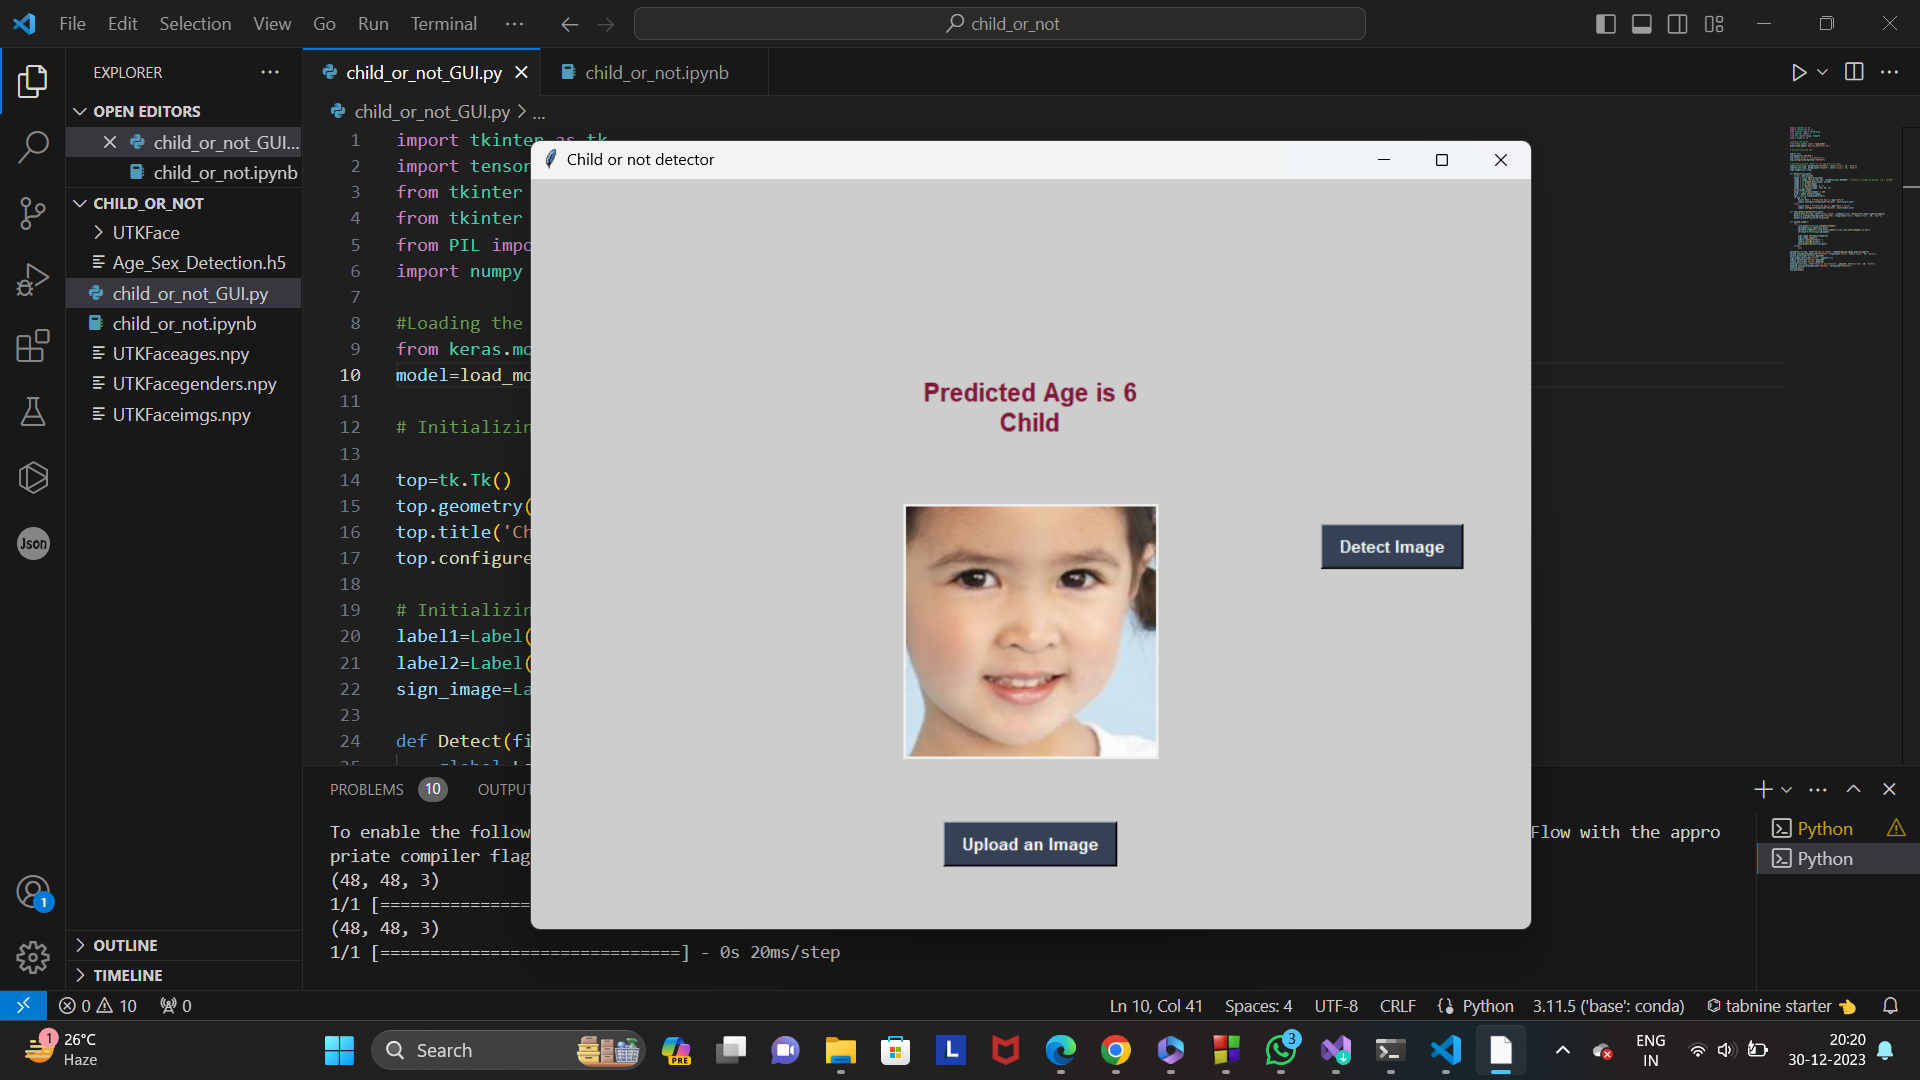 File Edit Selection View Go Run Terminal ···
child_or_not
EXPLORER
OPEN EDITORS
child_or_not_GUI...
child_or_not.ipynb
CHILD_OR_NOT
UTKFace
Age_Sex_Detection.h5
child_or_not_GUI.py
child_or_not.ipynb
UTKFaceages.npy
UTKFacegenders.npy
UTKFaceimgs.npy
OUTLINE
TIMELINE
child_or_not_GUI.py
child_or_not.ipynb
child_or_not_GUI.py > ...
1 import tkinter as tk
2 import tensor
3 from tkinter
4 from tkinter
5 from PIL impo
6 import numpy
7
8 #Loading the
9 from keras.mo
10 model=load_mo
11
12 # Initializin
13
14 top=tk.Tk()
15 top.geometry(
16 top.title('Ch
17 top.configure
18
19 # Initializin
20 label1=Label(
21 label2=Label(
22 sign_image=La
23
24 def Detect(fi
Child or not detector
Predicted Age is 6
Child
Detect Image
Upload an Image
PROBLEMS 10 OUTPU
To enable the follow
Flow with the appro
priate compiler flag
(48, 48, 3)
1/1 [===============
(48, 48, 3)
1/1 [==============================] - 0s 20ms/step
Python
Python
Json
1
0 10 0
Ln 10, Col 41 Spaces: 4 UTF-8 CRLF Python 3.11.5 ('base': conda) tabnine starter
1
26°C
Haze
Search
PRE
L
3
ENG
IN
20:20
30-12-2023